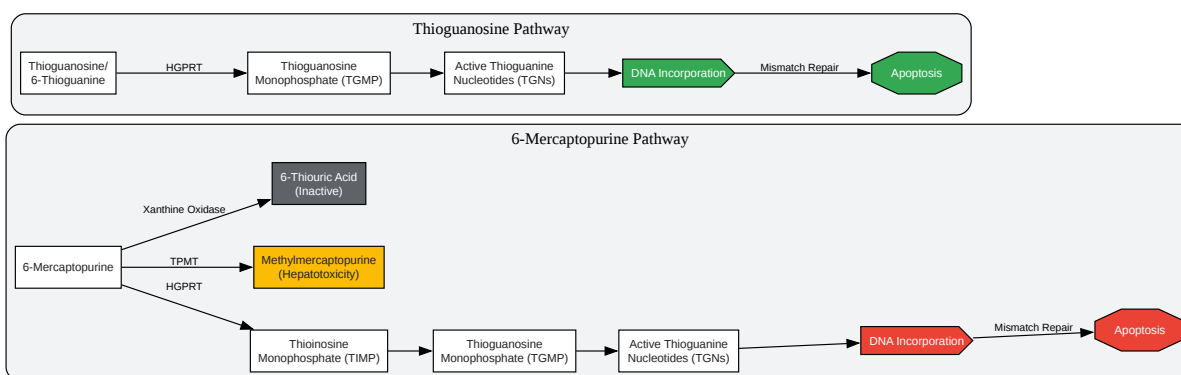 Thioguanosine Pathway
Thioguanosine/
6-Thioguanine
HGPRT
Thioguanosine
Monophosphate (TGMP)
Active Thioguanine
Nucleotides (TGNs)
DNA Incorporation
Mismatch Repair
Apoptosis
6-Mercaptopurine Pathway
6-Thiouric Acid
(Inactive)
Xanthine Oxidase
6-Mercaptopurine
TPMT
Methylmercaptopurine
(Hepatotoxicity)
HGPRT
Thioinosine
Monophosphate (TIMP)
Thioguanosine
Monophosphate (TGMP)
Active Thioguanine
Nucleotides (TGNs)
DNA Incorporation
Mismatch Repair
Apoptosis